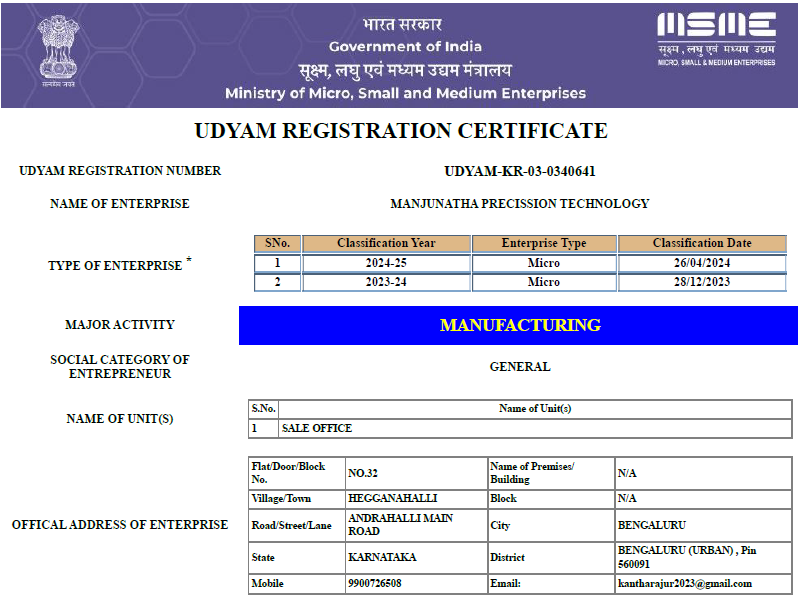 भारत सरकार
Government of India
सूक्ष्म, लघु एवं मध्यम उद्यम मंत्रालय
Ministry of Micro, Small and Medium Enterprises
सत्यमेव जयते
MSME
सूक्ष्म, लघु एवं मध्यम उद्यम
MICRO, SMALL & MEDIUM ENTERPRISES
UDYAM REGISTRATION CERTIFICATE
UDYAM REGISTRATION NUMBER UDYAM-KR-03-0340641
NAME OF ENTERPRISE MANJUNATHA PRECISSION TECHNOLOGY
TYPE OF ENTERPRISE *
SNo. Classification Year Enterprise Type Classification Date
1 2024-25 Micro 26/04/2024
2 2023-24 Micro 28/12/2023
MAJOR ACTIVITY MANUFACTURING
SOCIAL CATEGORY OF
ENTREPRENEUR
GENERAL
NAME OF UNIT(S)
S.No. Name of Unit(s)
1 SALE OFFICE
OFFICAL ADDRESS OF ENTERPRISE
Flat/Door/Block
No.
NO.32
Name of Premises/
Building
N/A
Village/Town HEGGANAHALLI Block N/A
Road/Street/Lane
ANDRAHALLI MAIN
ROAD
City BENGALURU
State KARNATAKA District
BENGALURU (URBAN) , Pin
560091
Mobile 9900726508 Email: kantharajur2023@gmail.com